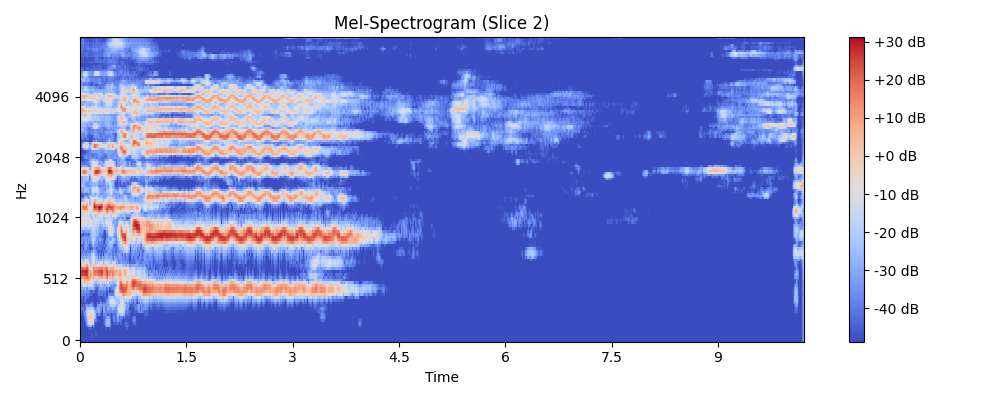 Mel-Spectrogram (Slice 2)
Hz
4096
2048
1024
512
0
0 1.5 3 4.5 6 7.5 9
Time
+30 dB
+20 dB
+10 dB
+0 dB
-10 dB
-20 dB
-30 dB
-40 dB